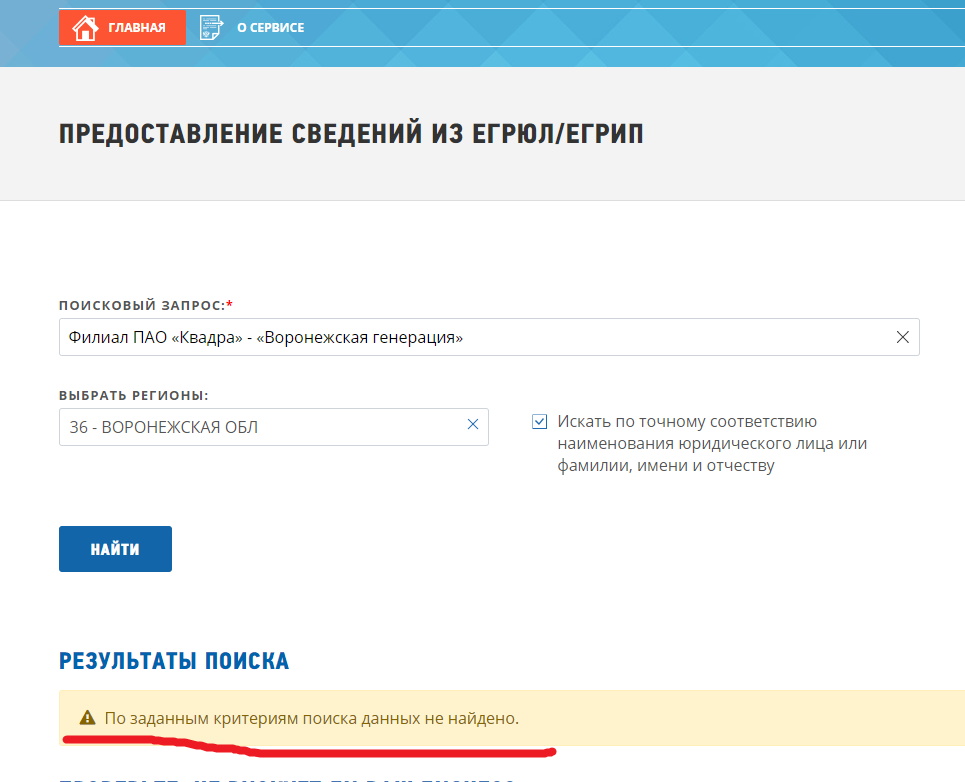 ГЛАВНАЯ
О СЕРВИСЕ
ПРЕДОСТАВЛЕНИЕ СВЕДЕНИЙ ИЗ ЕГРЮЛ/ЕГРИП
ПОИСКОВЫЙ ЗАПРОС:*
Филиал ПАО «Квадра» - «Воронежская генерация»
ВЫБРАТЬ РЕГИОНЫ:
36 - ВОРОНЕЖСКАЯ ОБЛ
Искать по точному соответствию
наименования юридического лица или
фамилии, имени и отчеству
НАЙТИ
РЕЗУЛЬТАТЫ ПОИСКА
По заданным критериям поиска данных не найдено.